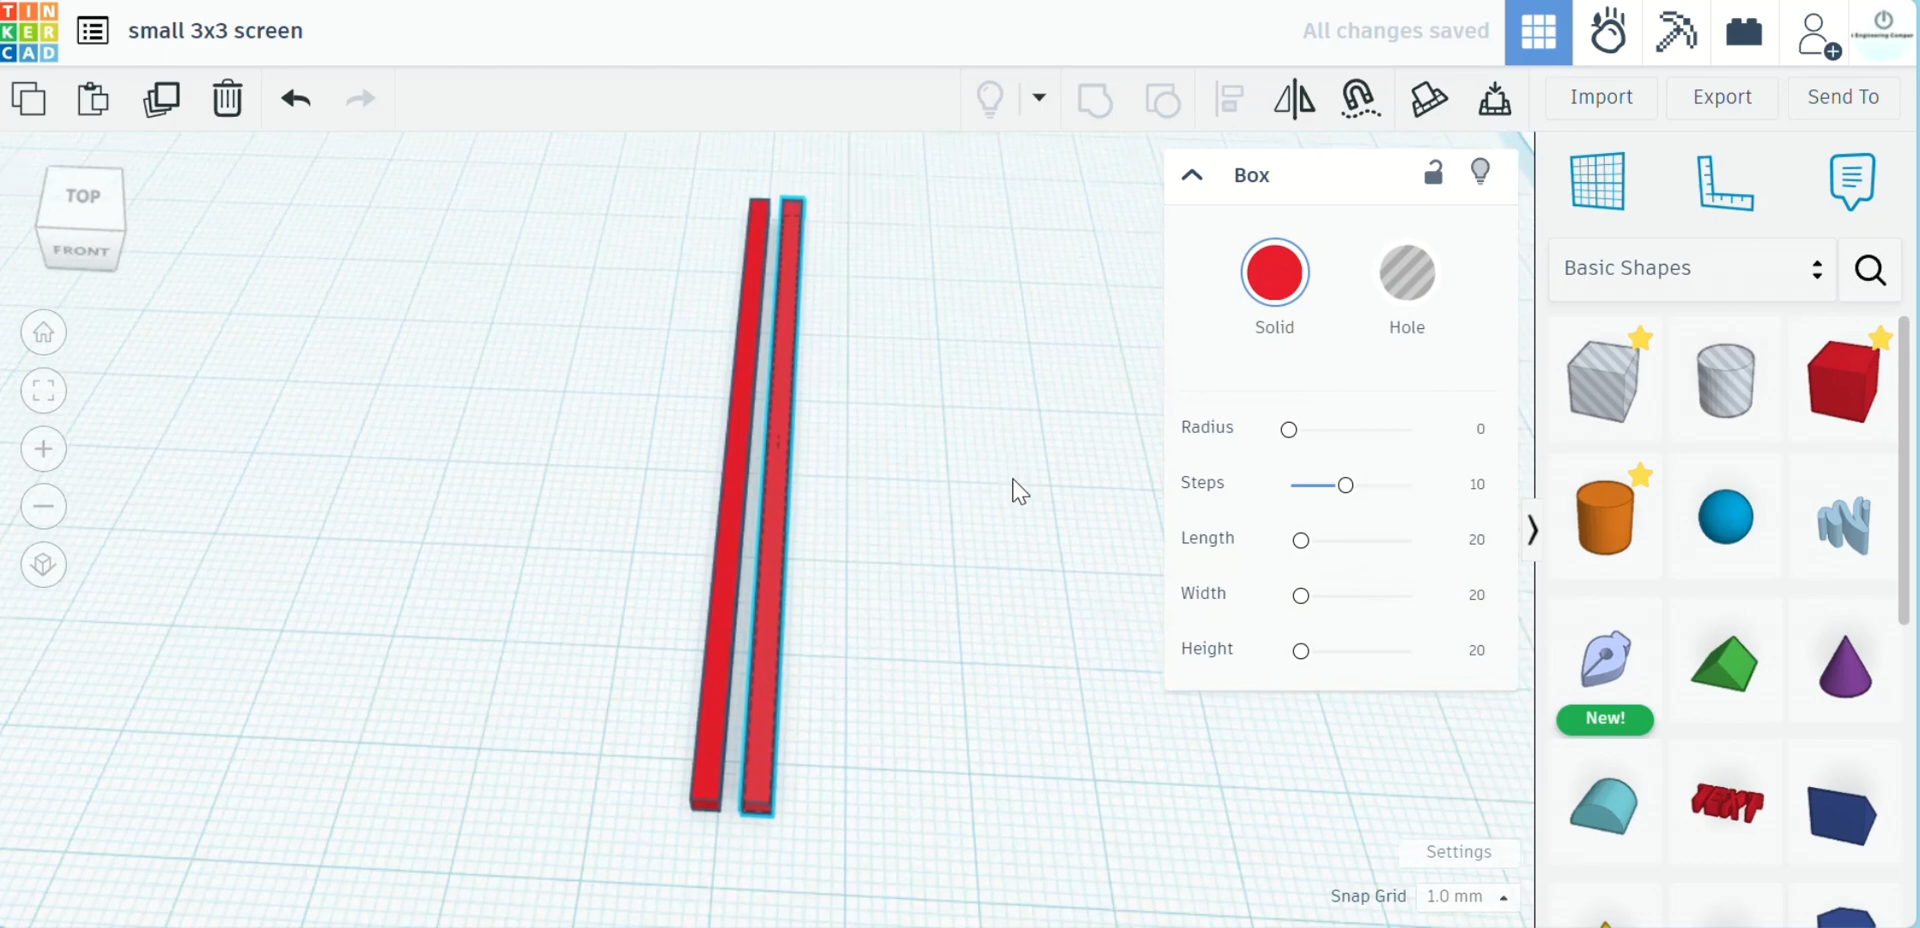 TIN
KER
CAD
small 3x3 screen
All changes saved
Import
Export
Send To
TOP
FRONT
Box
Solid
Hole
Radius 0
Steps 10
Length 20
Width 20
Height 20
Settings
Snap Grid 1.0 mm
Basic Shapes
New!
TEXT